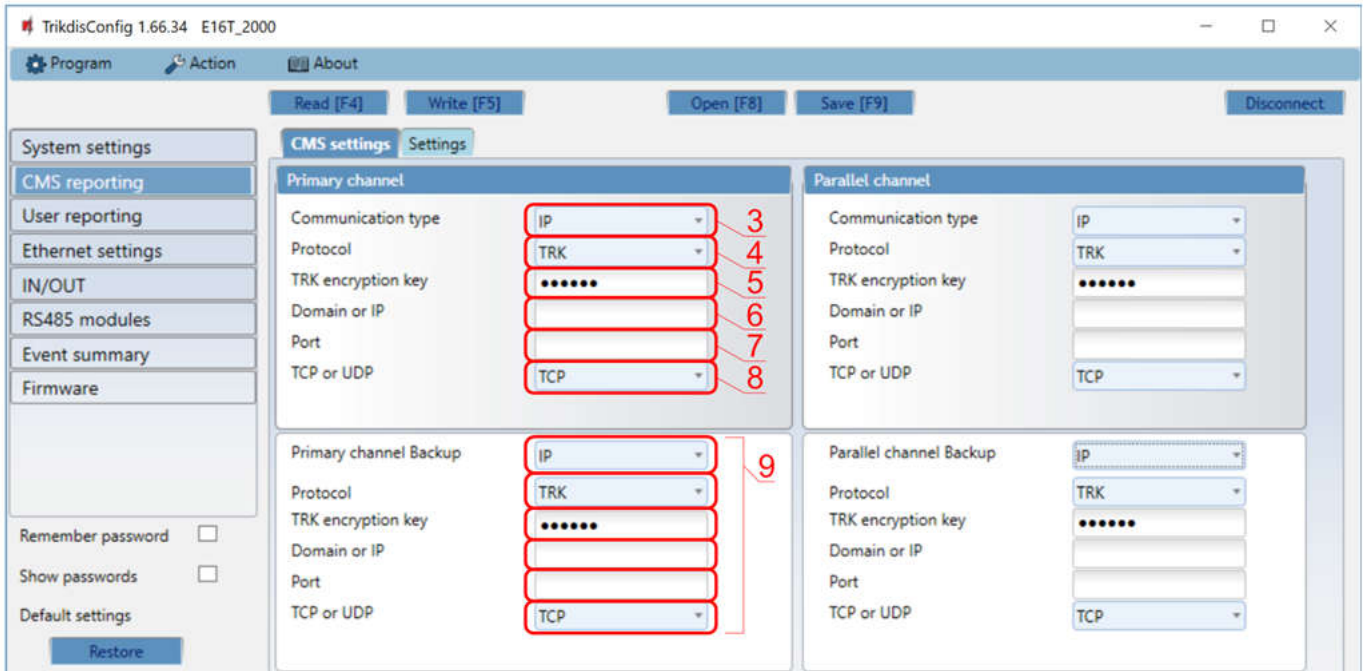 TrikdisConfig 1.66.34 E16T_2000
Program Action About
Read [F4] Write [F5] Open [F8] Save [F9] Disconnect
System settings
CMS reporting
User reporting
Ethernet settings
IN/OUT
RS485 modules
Event summary
Firmware
Remember password
Show passwords
Default settings
Restore
CMS settings Settings
Primary channel
Communication type IP 3
Protocol TRK 4
TRK encryption key •••••• 5
Domain or IP 6
Port 7
TCP or UDP TCP 8
Primary channel Backup IP 9
Protocol TRK
TRK encryption key ••••••
Domain or IP
Port
TCP or UDP TCP
Parallel channel
Communication type IP
Protocol TRK
TRK encryption key ••••••
Domain or IP
Port
TCP or UDP TCP
Parallel channel Backup IP
Protocol TRK
TRK encryption key ••••••
Domain or IP
Port
TCP or UDP TCP